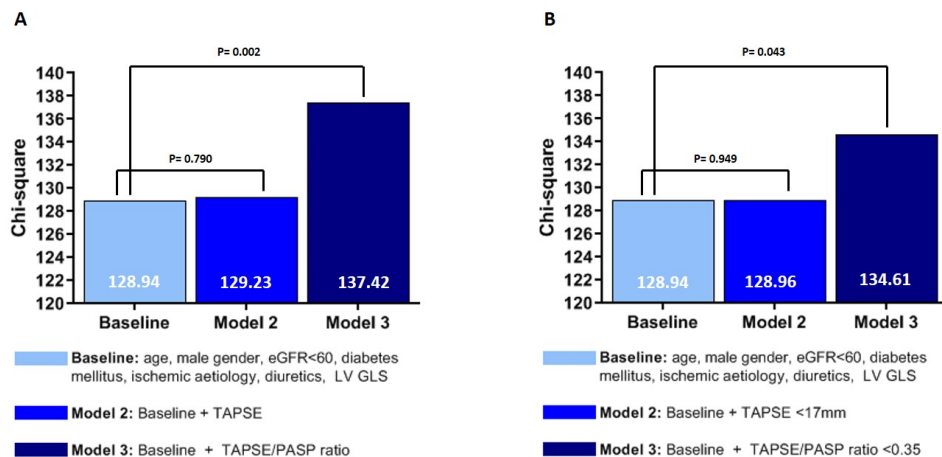 A
P= 0.002
P= 0.790
Chi-square
140
138
136
134
132
130
128
126
124
122
120
128.94
129.23
137.42
Baseline Model 2 Model 3
Baseline: age, male gender, eGFR<60, diabetes
mellitus, ischemic aetiology, diuretics, LV GLS
Model 2: Baseline + TAPSE
Model 3: Baseline + TAPSE/PASP ratio
B
P= 0.043
P= 0.949
Chi-square
140
138
136
134
132
130
128
126
124
122
120
128.94
128.96
134.61
Baseline Model 2 Model 3
Baseline: age, male gender, eGFR<60, diabetes
mellitus, ischemic aetiology, diuretics, LV GLS
Model 2: Baseline + TAPSE <17mm
Model 3: Baseline + TAPSE/PASP ratio <0.35